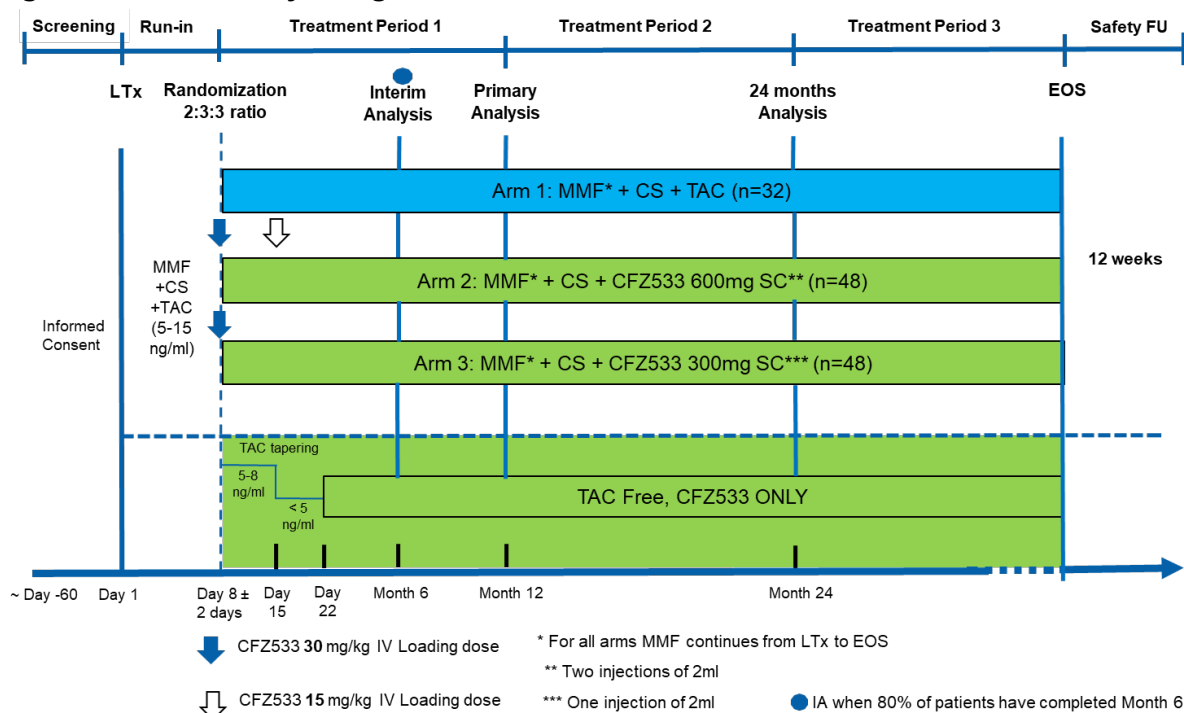 Screening
Run-in
Treatment Period 1
Treatment Period 2
Treatment Period 3
Safety FU
LTx
Randomization
2:3:3 ratio
Interim
Analysis
Primary
Analysis
24 months
Analysis
EOS
Arm 1: MMF* + CS + TAC (n=32)
MMF
+CS
+TAC
(5-15
ng/ml)
Arm 2: MMF* + CS + CFZ533 600mg SC** (n=48)
12 weeks
Informed
Consent
Arm 3: MMF* + CS + CFZ533 300mg SC*** (n=48)
TAC tapering
5-8
ng/ml
< 5
ng/ml
TAC Free, CFZ533 ONLY
~ Day -60
Day 1
Day 8 ±
2 days
Day
15
Day
22
Month 6
Month 12
Month 24
CFZ533 30 mg/kg IV Loading dose
* For all arms MMF continues from LTx to EOS
** Two injections of 2ml
CFZ533 15 mg/kg IV Loading dose
*** One injection of 2ml
IA when 80% of patients have completed Month 6